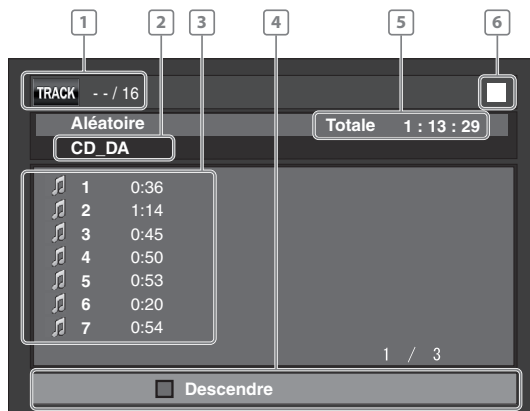 1 2 3 4 5 6
TRACK - - / 16
Aléatoire Totale 1 : 13 : 29
CD_DA
1 0:36
2 1:14
3 0:45
4 0:50
5 0:53
6 0:20
7 0:54
1 / 3
Descendre